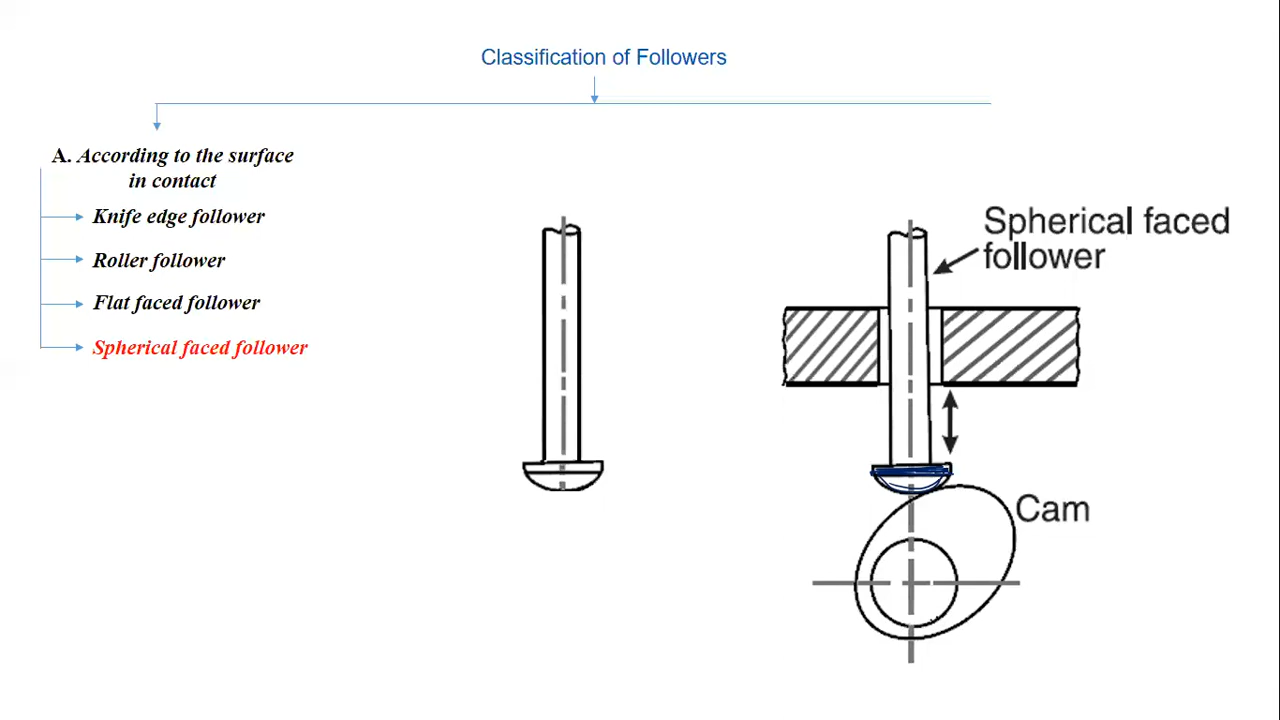 Classification of Followers
A. According to the surface
in contact
Knife edge follower
Roller follower
Flat faced follower
Spherical faced follower
Spherical faced
follower
Cam